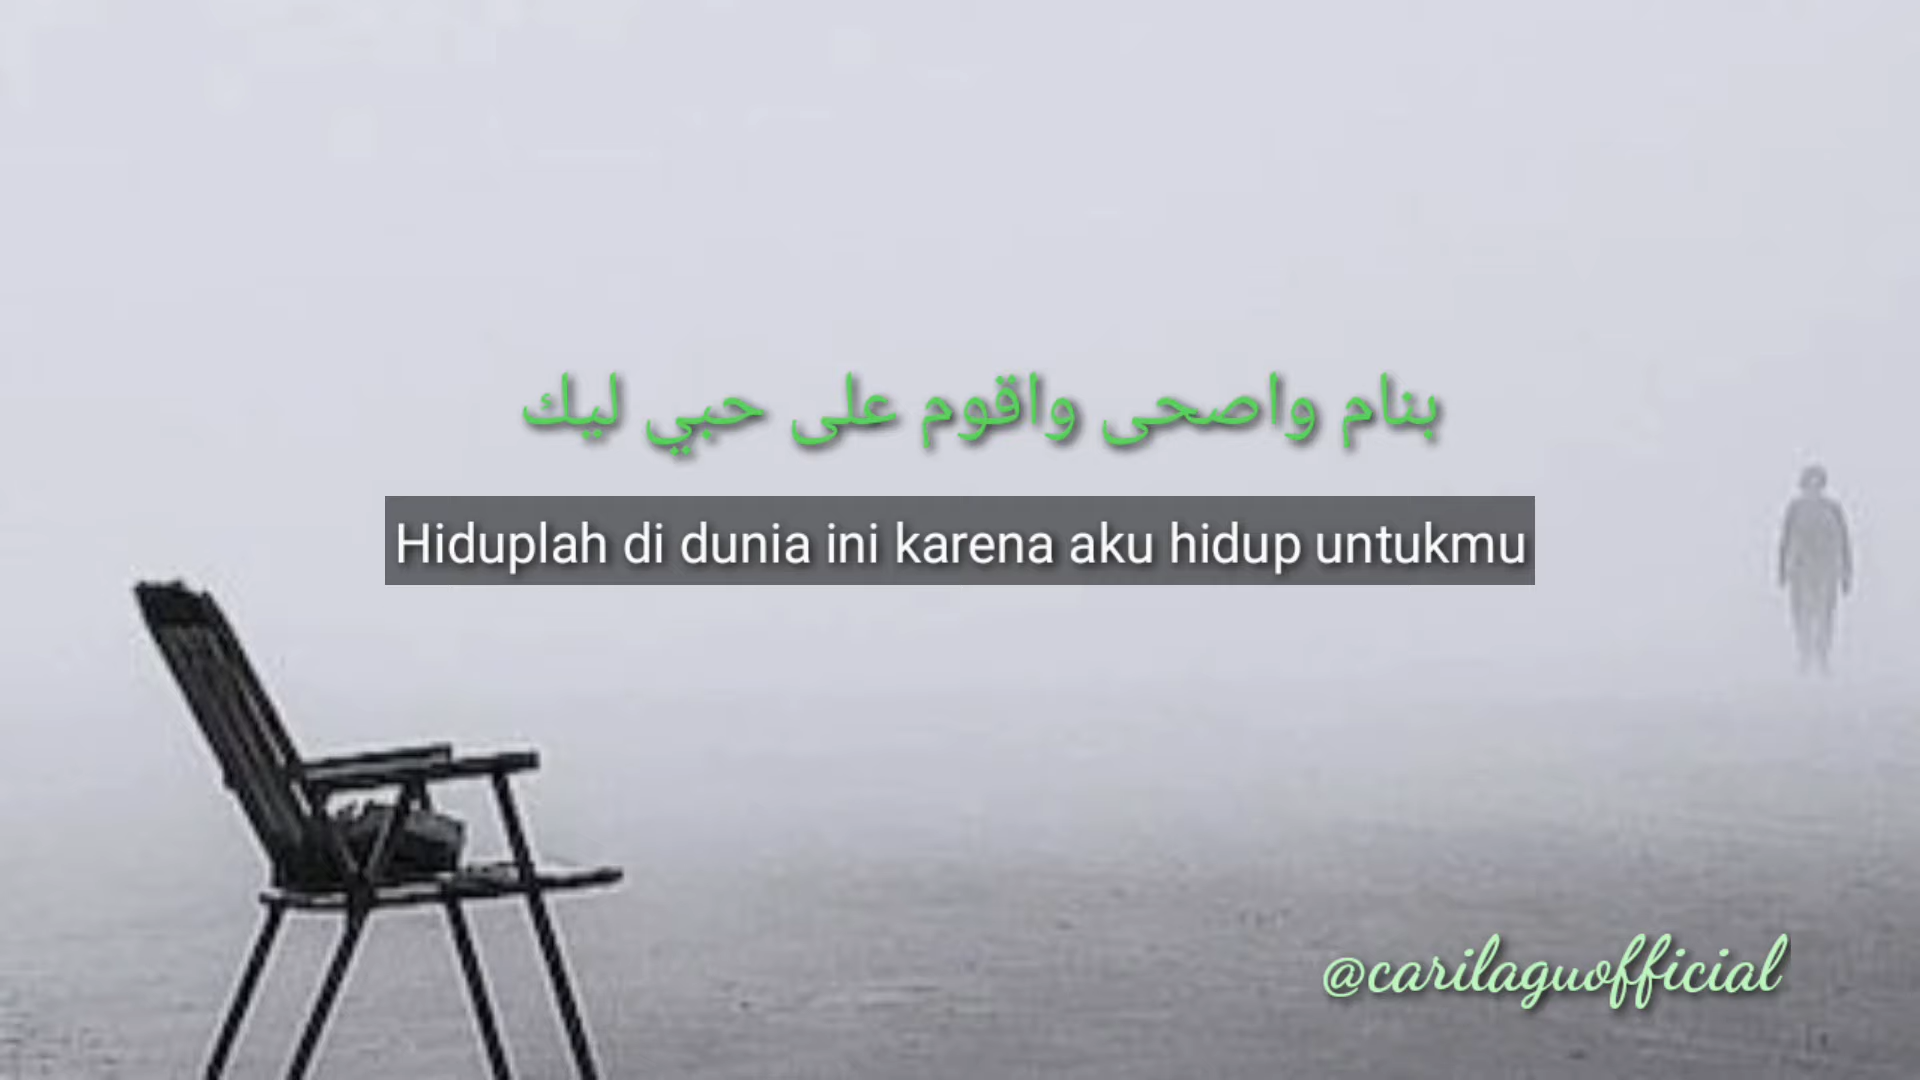 بنام واصحى واقوم على حبي ليك
Hiduplah di dunia ini karena aku hidup untukmu
@carilaguofficial